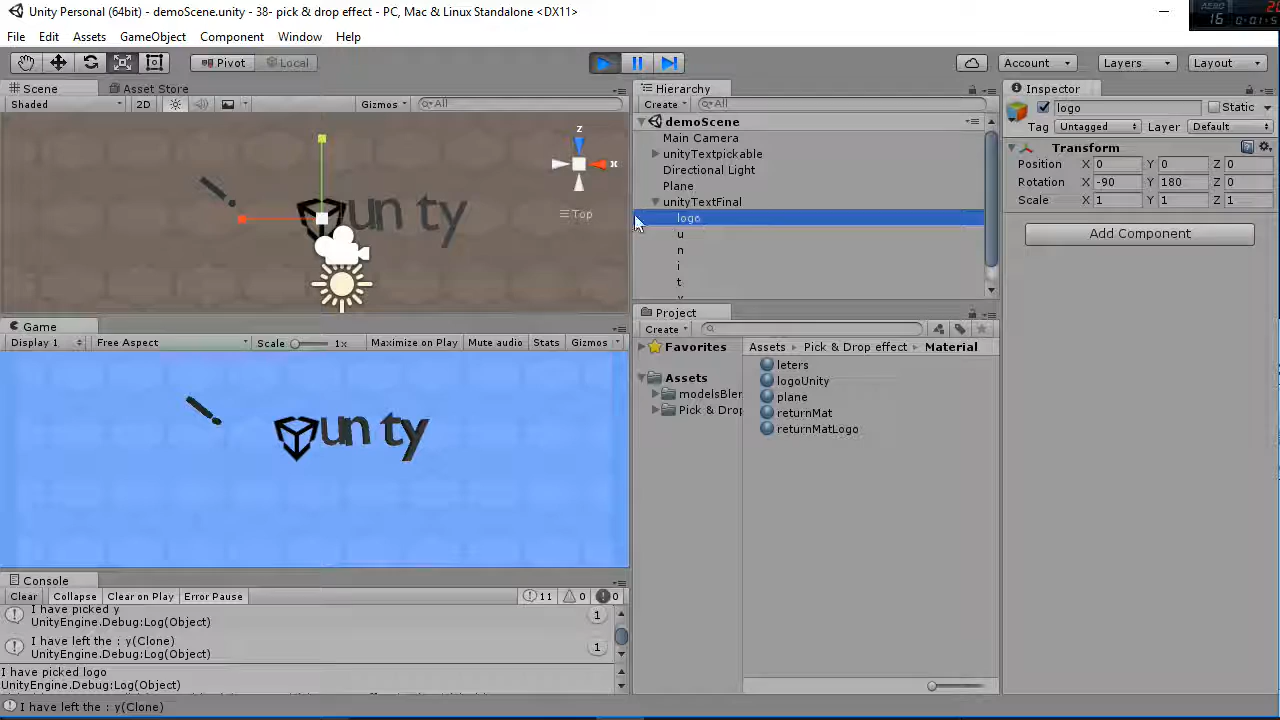 Unity Personal (64bit) - demoScene.unity - 38- pick & drop effect - PC, Mac & Linux Standalone <DX11>
AERO
16
File Edit Assets GameObject Component Window Help
Pivot Local Account Layers Layout
Scene Asset Store
Shaded 2D Gizmos All
z
x
Top
un ty
Game
Display 1 Free Aspect Scale 1x Maximize on Play Mute audio Stats Gizmos
un ty
Console
Clear Collapse Clear on Play Error Pause 11 0 0
I have picked y
UnityEngine.Debug:Log(Object)
1
I have left the : y(Clone)
UnityEngine.Debug:Log(Object)
1
I have picked logo
UnityEngine.Debug:Log(Object)
I have left the : y(Clone)
Hierarchy
Create All
demoScene
Main Camera
unityTextpickable
Directional Light
Plane
unityTextFinal
logo
u
n
i
t
y
Project
Create
Favorites
Assets
modelsBler
Pick & Drop
Assets Pick & Drop effect Material
leters
logoUnity
plane
returnMat
returnMatLogo
Inspector
logo Static
Tag Untagged Layer Default
Transform
Position X 0 Y 0 Z 0
Rotation X -90 Y 180 Z 0
Scale X 1 Y 1 Z 1
Add Component